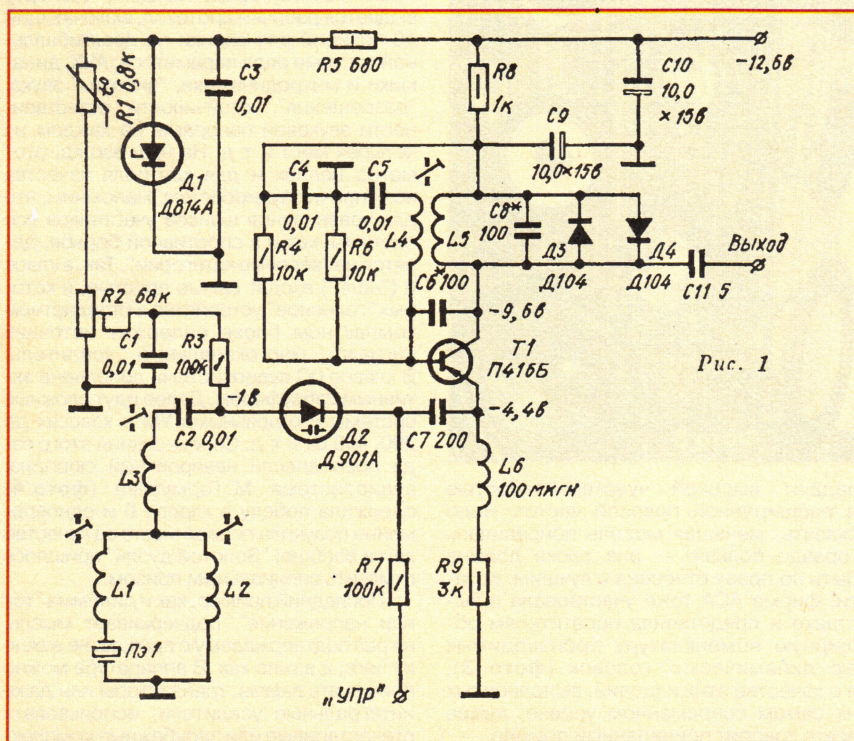 R1 6,8к
t°
C3
0,01
R5 680
R8
1к
C10
10,0
×15в
-12,6в
Д1
Д814А
C9
10,0×15в
C4
0,01
C5
0,01
R4
10к
R6
10к
L4
L5
C8*
100
Д3
Д104
Д4
Д104
Выход
C11 5
C6*100
-9,6в
R2 68к
C1
0,01
R3
100к
-1в
T1
П416Б
Рис. 1
-4,4в
C2 0,01
Д2
Д901А
C7 200
L3
L6
100мкгн
L1
L2
Пэ1
R7
100к
R9
3к
„УПР"